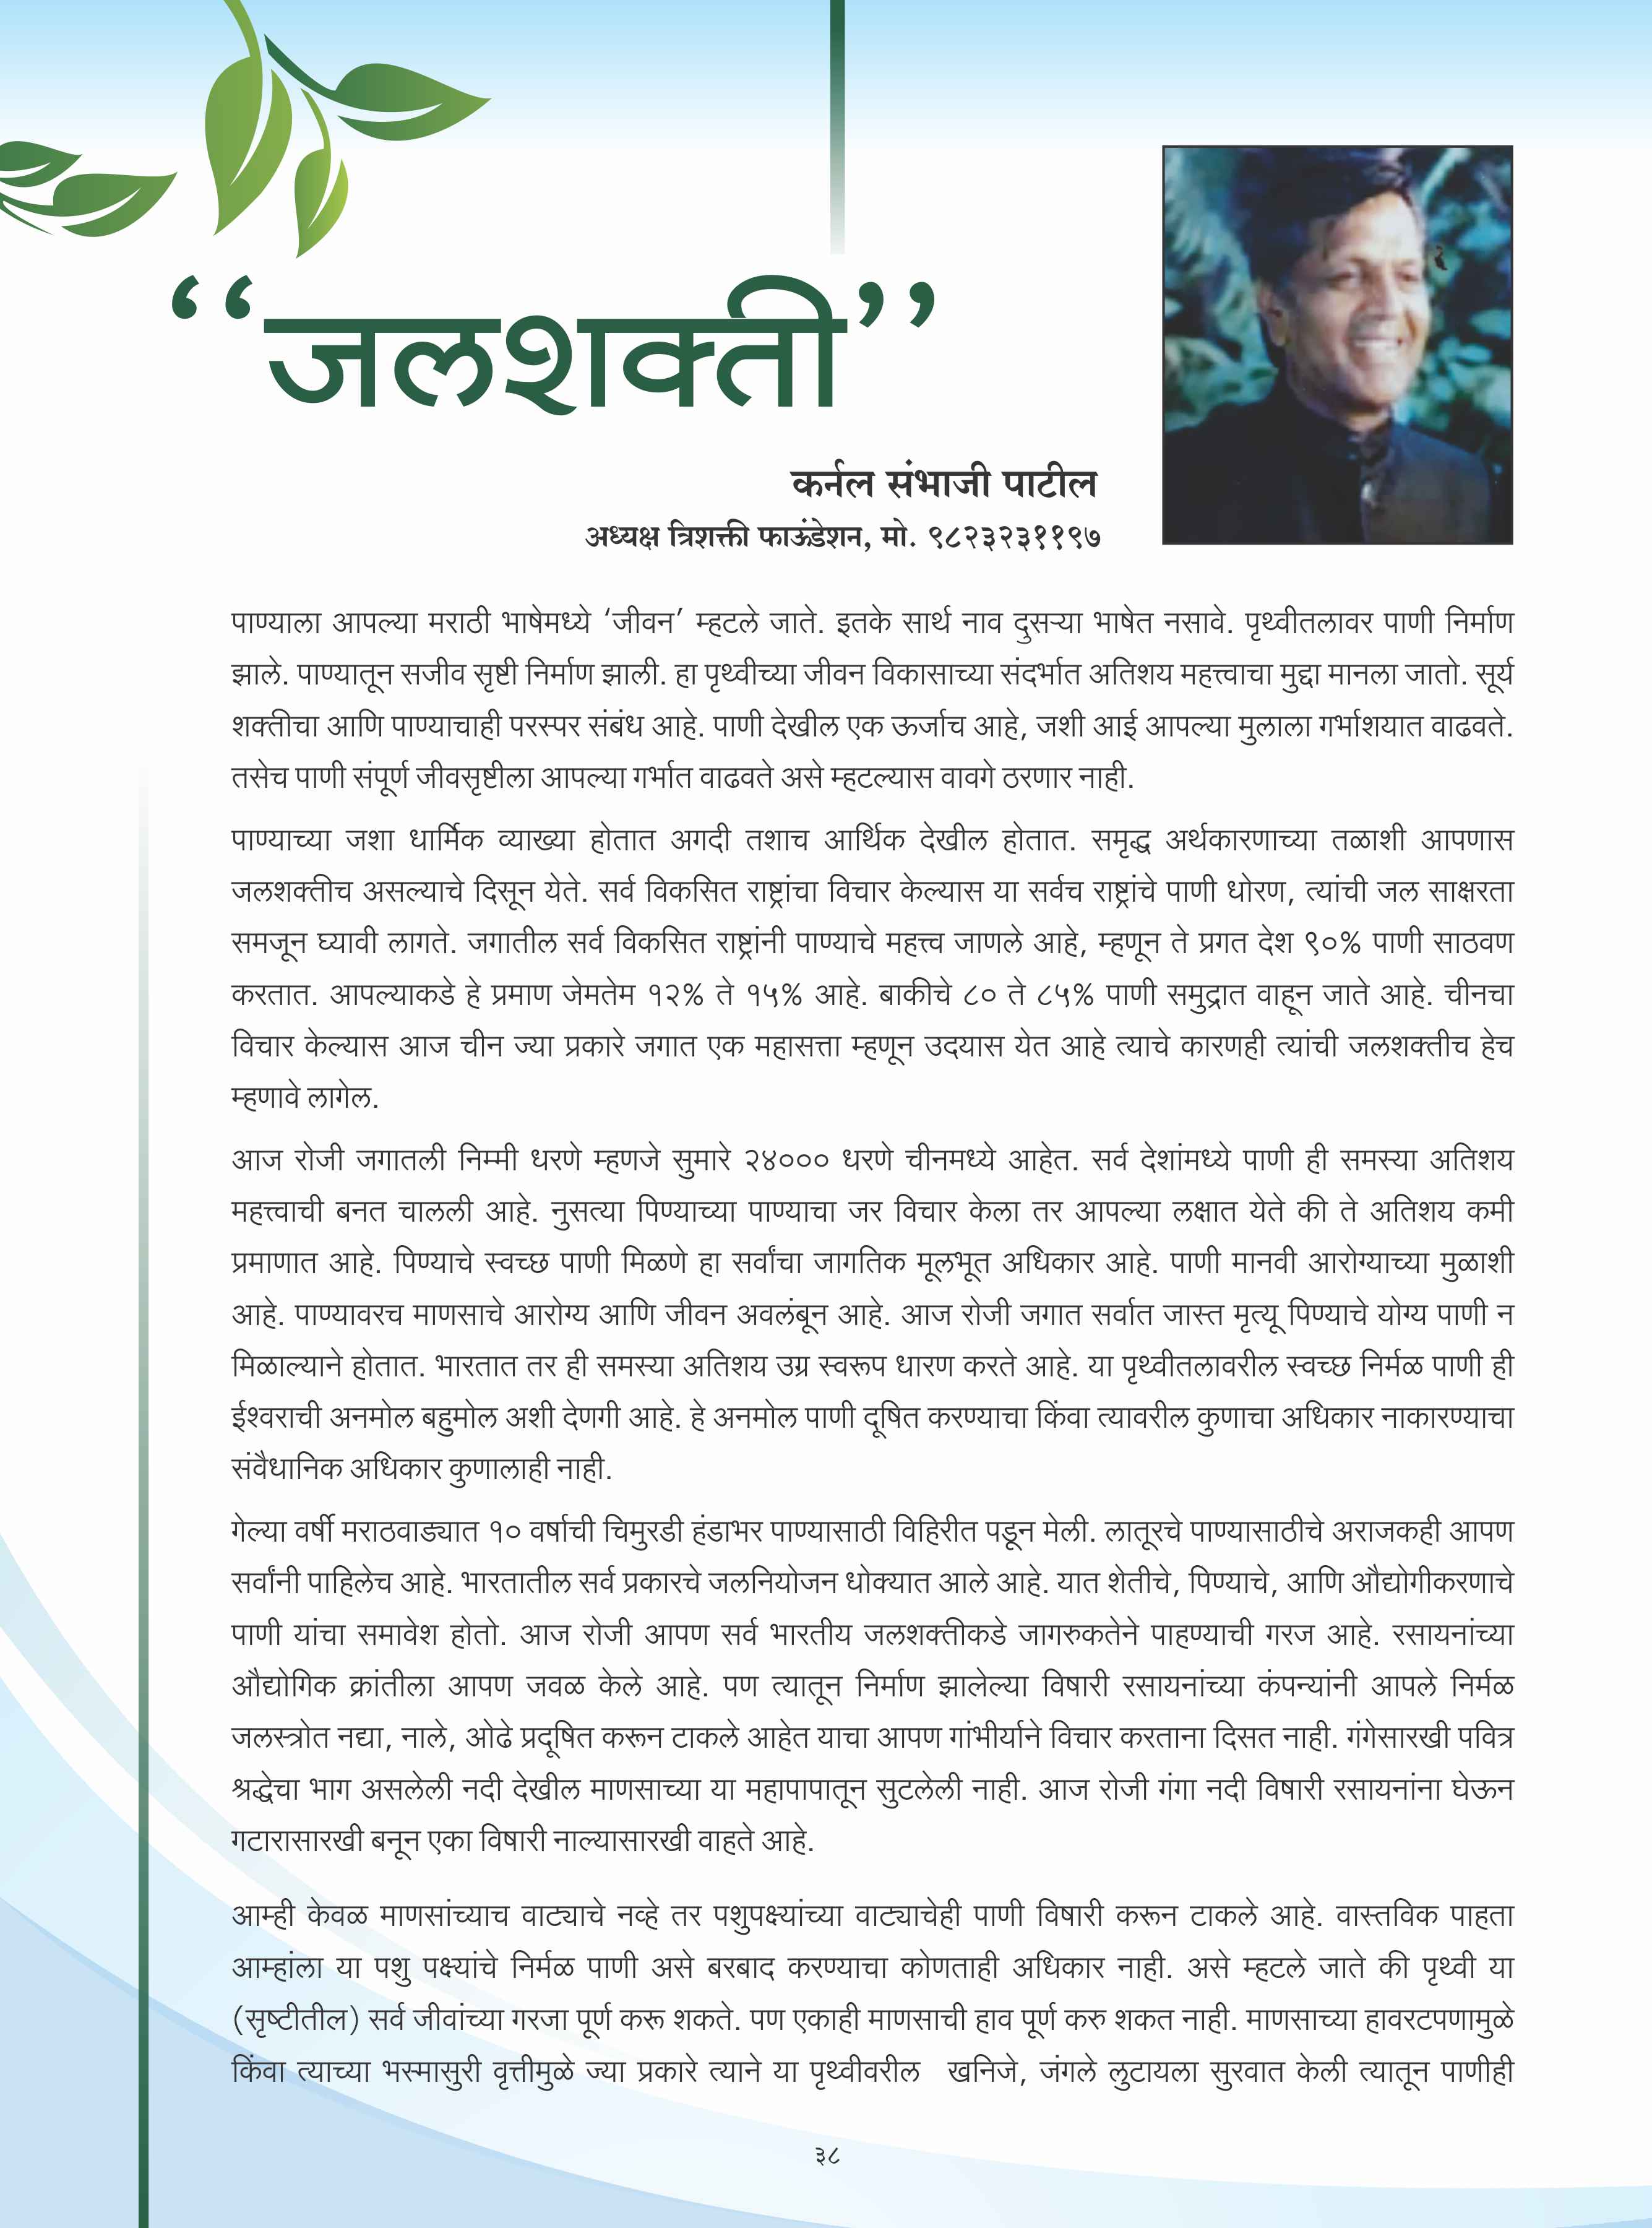 “जलशक्ती”
कर्नल संभाजी पाटील
अध्यक्ष त्रिशक्ती फाऊंडेशन, मो. ९८२३२३११९७
पाण्याला आपल्या मराठी भाषेमध्ये ‘जीवन’ म्हटले जाते. इतके सार्थ नाव दुसऱ्या भाषेत नसावे. पृथ्वीतलावर पाणी निर्माण
झाले. पाण्यातून सजीव सृष्टी निर्माण झाली. हा पृथ्वीच्या जीवन विकासाच्या संदर्भात अतिशय महत्त्वाचा मुद्दा मानला जातो. सूर्य
शक्तीचा आणि पाण्याचाही परस्पर संबंध आहे. पाणी देखील एक ऊर्जाच आहे, जशी आई आपल्या मुलाला गर्भाशयात वाढवते.
तसेच पाणी संपूर्ण जीवसृष्टीला आपल्या गर्भात वाढवते असे म्हटल्यास वावगे ठरणार नाही.
पाण्याच्या जशा धार्मिक व्याख्या होतात अगदी तशाच आर्थिक देखील होतात. समृद्ध अर्थकारणाच्या तळाशी आपणास
जलशक्तीच असल्याचे दिसून येते. सर्व विकसित राष्ट्रांचा विचार केल्यास या सर्वच राष्ट्रांचे पाणी धोरण, त्यांची जल साक्षरता
समजून घ्यावी लागते. जगातील सर्व विकसित राष्ट्रांनी पाण्याचे महत्त्व जाणले आहे, म्हणून ते प्रगत देश ९०% पाणी साठवण
करतात. आपल्याकडे हे प्रमाण जेमतेम १२% ते १५% आहे. बाकीचे ८० ते ८५% पाणी समुद्रात वाहून जाते आहे. चीनचा
विचार केल्यास आज चीन ज्या प्रकारे जगात एक महासत्ता म्हणून उदयास येत आहे त्याचे कारणही त्यांची जलशक्तीच हेच
म्हणावे लागेल.
आज रोजी जगातली निम्मी धरणे म्हणजे सुमारे २४००० धरणे चीनमध्ये आहेत. सर्व देशांमध्ये पाणी ही समस्या अतिशय
महत्त्वाची बनत चालली आहे. नुसत्या पिण्याच्या पाण्याचा जर विचार केला तर आपल्या लक्षात येते की ते अतिशय कमी
प्रमाणात आहे. पिण्याचे स्वच्छ पाणी मिळणे हा सर्वांचा जागतिक मूलभूत अधिकार आहे. पाणी मानवी आरोग्याच्या मुळाशी
आहे. पाण्यावरच माणसाचे आरोग्य आणि जीवन अवलंबून आहे. आज रोजी जगात सर्वात जास्त मृत्यू पिण्याचे योग्य पाणी न
मिळाल्याने होतात. भारतात तर ही समस्या अतिशय उग्र स्वरूप धारण करते आहे. या पृथ्वीतलावरील स्वच्छ निर्मळ पाणी ही
ईश्वराची अनमोल बहुमोल अशी देणगी आहे. हे अनमोल पाणी दूषित करण्याचा किंवा त्यावरील कुणाचा अधिकार नाकारण्याचा
संवैधानिक अधिकार कुणालाही नाही.
गेल्या वर्षी मराठवाड्यात १० वर्षाची चिमुरडी हंडाभर पाण्यासाठी विहिरीत पडून मेली. लातूरचे पाण्यासाठीचे अराजकही आपण
सर्वांनी पाहिलेच आहे. भारतातील सर्व प्रकारचे जलनियोजन धोक्यात आले आहे. यात शेतीचे, पिण्याचे, आणि औद्योगीकरणाचे
पाणी यांचा समावेश होतो. आज रोजी आपण सर्व भारतीय जलशक्तीकडे जागरुकतेने पाहण्याची गरज आहे. रसायनांच्या
औद्योगिक क्रांतीला आपण जवळ केले आहे. पण त्यातून निर्माण झालेल्या विषारी रसायनांच्या कंपन्यांनी आपले निर्मळ
जलस्त्रोत नद्या, नाले, ओढे प्रदूषित करून टाकले आहेत याचा आपण गांभीर्याने विचार करताना दिसत नाही. गंगेसारखी पवित्र
श्रद्धेचा भाग असलेली नदी देखील माणसाच्या या महापापातून सुटलेली नाही. आज रोजी गंगा नदी विषारी रसायनांना घेऊन
गटारासारखी बनून एका विषारी नाल्यासारखी वाहते आहे.
आम्ही केवळ माणसांच्याच वाट्याचे नव्हे तर पशुपक्ष्यांच्या वाट्याचेही पाणी विषारी करून टाकले आहे. वास्तविक पाहता
आम्हांला या पशु पक्ष्यांचे निर्मळ पाणी असे बरबाद करण्याचा कोणताही अधिकार नाही. असे म्हटले जाते की पृथ्वी या
(सृष्टीतील) सर्व जीवांच्या गरजा पूर्ण करू शकते. पण एकाही माणसाची हाव पूर्ण करु शकत नाही. माणसाच्या हावरटपणामुळे
किंवा त्याच्या भस्मासुरी वृत्तीमुळे ज्या प्रकारे त्याने या पृथ्वीवरील खनिजे, जंगले लुटायला सुरवात केली त्यातून पाणीही
३८